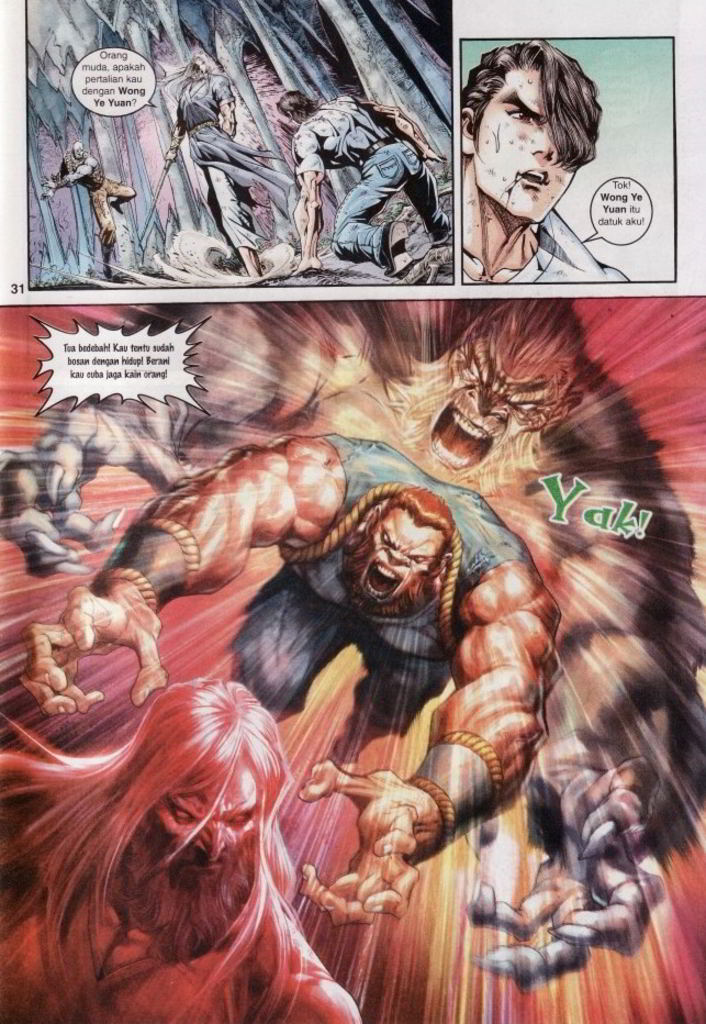 Orang
muda, apakah
pertalian kau
dengan Wong
Ye Yuan?
Tok!
Wong Ye
Yuan itu
datuk aku!
31
Tua bedebah! Kau tentu sudah
bosan dengan hidup! Berani
kau cuba jaga kain orang!
Yak!